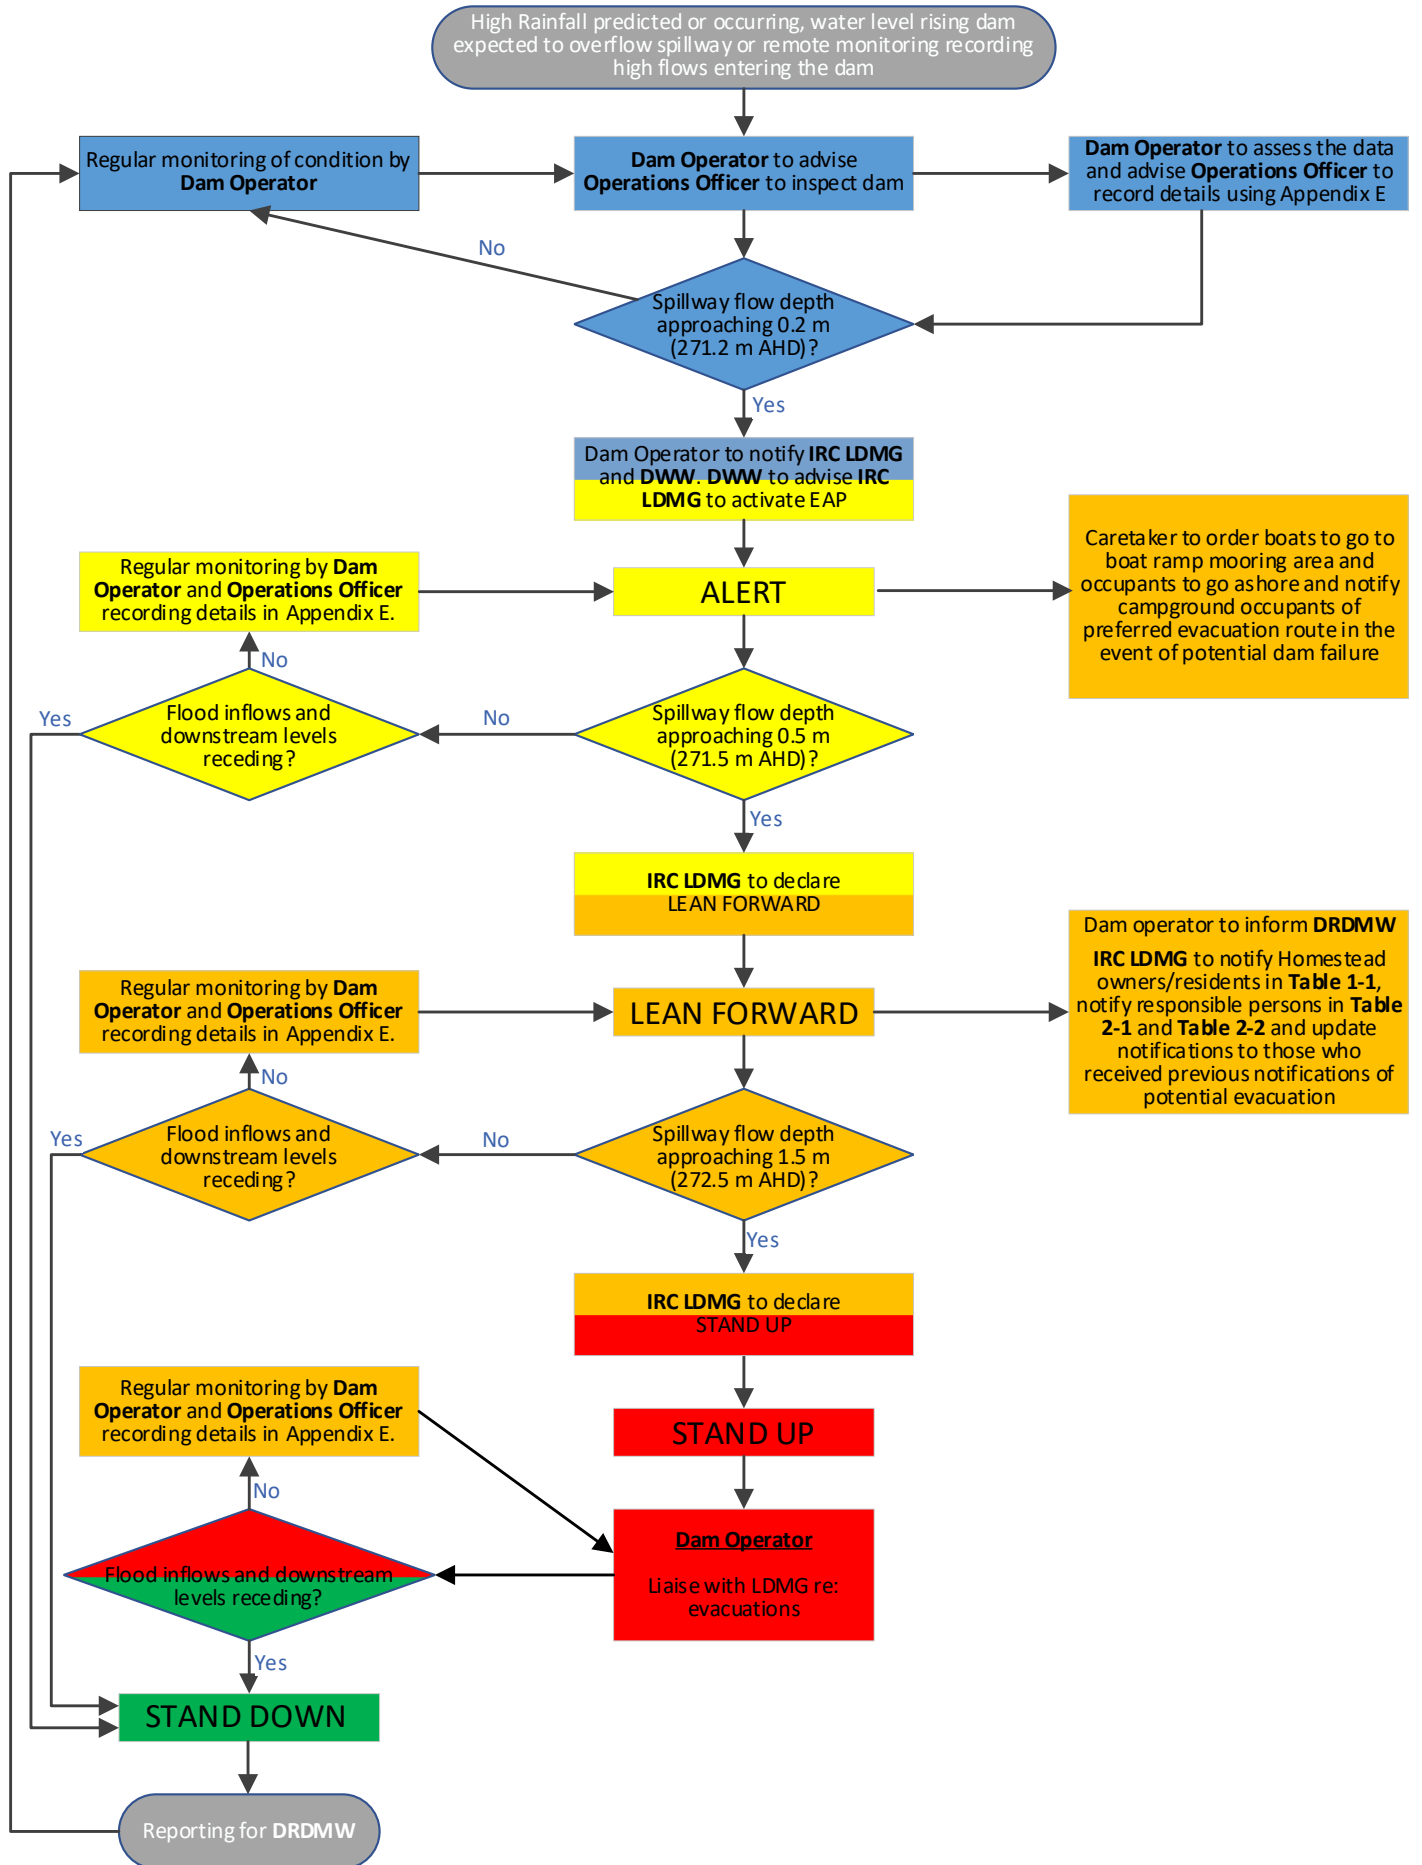 High Rainfall predicted or occurring, water level rising dam
expected to overflow spillway or remote monitoring recording
high flows entering the dam
Regular monitoring of condition by
Dam Operator
Dam Operator to advise
Operations Officer to inspect dam
Dam Operator to assess the data
and advise Operations Officer to
record details using Appendix E
No
Spillway flow depth
approaching 0.2 m
(271.2 m AHD)?
Yes
Dam Operator to notify IRC LDMG
and DWW. DWW to advise IRC
LDMG to activate EAP
Regular monitoring by Dam
Operator and Operations Officer
recording details in Appendix E.
ALERT
Caretaker to order boats to go to
boat ramp mooring area and
occupants to go ashore and notify
campground occupants of
preferred evacuation route in the
event of potential dam failure
No
Yes
Flood inflows and
downstream levels
receding?
No
Spillway flow depth
approaching 0.5 m
(271.5 m AHD)?
Yes
IRC LDMG to declare
LEAN FORWARD
Regular monitoring by Dam
Operator and Operations Officer
recording details in Appendix E.
LEAN FORWARD
Dam operator to inform DRDMW
IRC LDMG to notify Homestead
owners/residents in Table 1-1,
notify responsible persons in Table
2-1 and Table 2-2 and update
notifications to those who
received previous notifications of
potential evacuation
No
Yes
Flood inflows and
downstream levels
receding?
No
Spillway flow depth
approaching 1.5 m
(272.5 m AHD)?
Yes
IRC LDMG to declare
STAND UP
Regular monitoring by Dam
Operator and Operations Officer
recording details in Appendix E.
STAND UP
No
Flood inflows and downstream
levels receding?
Dam Operator
Liaise with LDMG re:
evacuations
Yes
STAND DOWN
Reporting for DRDMW